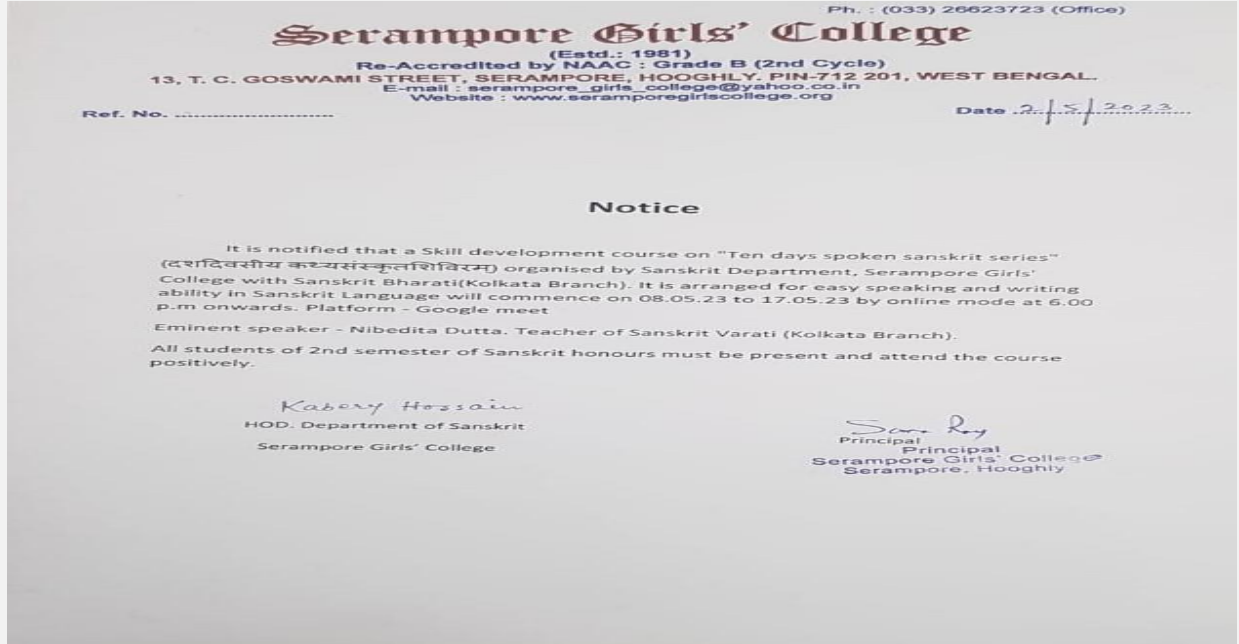 Ph. : (033) 26623723 (Office)
Serampore Girls' College
(Estd.: 1981)
Re-Accredited by NAAC : Grade B (2nd Cycle)
13, T. C. GOSWAMI STREET, SERAMPORE, HOOGHLY. PIN-712 201, WEST BENGAL.
E-mail : serampore_girls_college@yahoo.co.in
Website : www.seramporegirlscollege.org
Ref. No. ............................ Date 2/5/2023
Notice
It is notified that a Skill development course on "Ten days spoken sanskrit series"
(दशदिवसीय कथ्यसंस्कृतशिविरम्) organised by Sanskrit Department, Serampore Girls'
College with Sanskrit Bharati(Kolkata Branch). It is arranged for easy speaking and writing
ability in Sanskrit Language will commence on 08.05.23 to 17.05.23 by online mode at 6.00
p.m onwards. Platform - Google meet
Eminent speaker - Nibedita Dutta. Teacher of Sanskrit Varati (Kolkata Branch).
All students of 2nd semester of Sanskrit honours must be present and attend the course
positively.
Kabery Hossain
HOD. Department of Sanskrit
Serampore Girls' College
Roy
Principal
Principal
Serampore Girls' College
Serampore, Hooghly